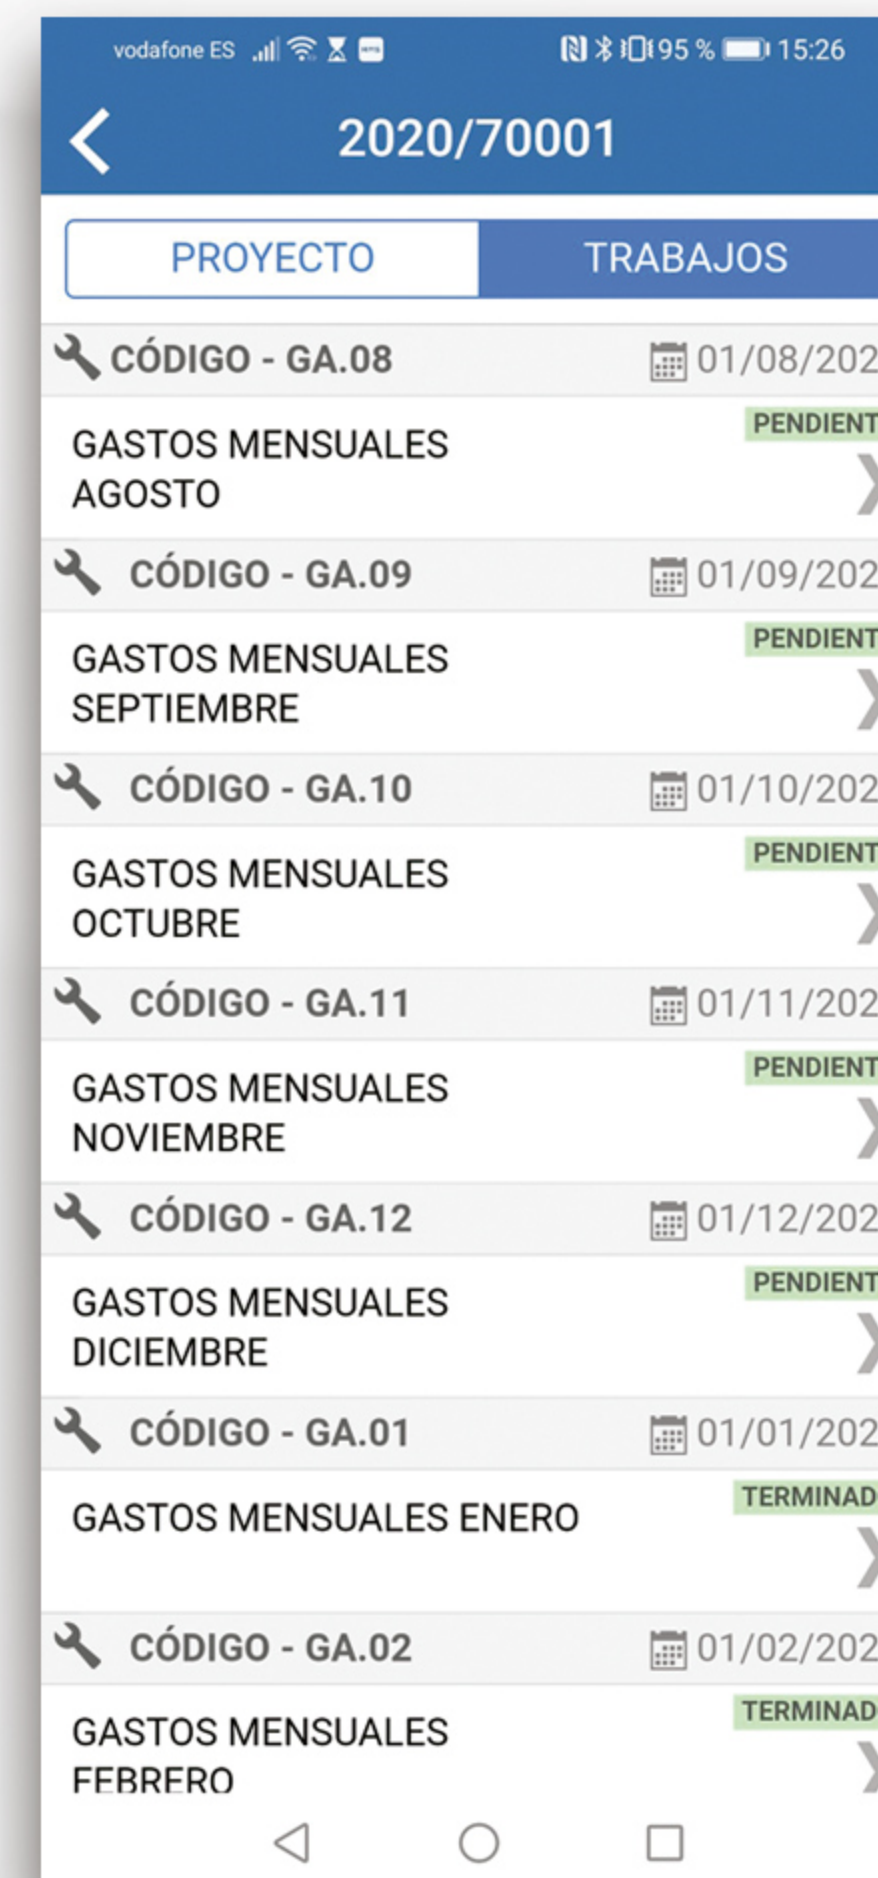 vodafone ES 95 % 15:26
2020/70001
PROYECTO TRABAJOS
CÓDIGO - GA.08 01/08/202
PENDIENT
GASTOS MENSUALES
AGOSTO
CÓDIGO - GA.09 01/09/202
PENDIENT
GASTOS MENSUALES
SEPTIEMBRE
CÓDIGO - GA.10 01/10/202
PENDIENT
GASTOS MENSUALES
OCTUBRE
CÓDIGO - GA.11 01/11/202
PENDIENT
GASTOS MENSUALES
NOVIEMBRE
CÓDIGO - GA.12 01/12/202
PENDIENT
GASTOS MENSUALES
DICIEMBRE
CÓDIGO - GA.01 01/01/202
TERMINAD
GASTOS MENSUALES ENERO
CÓDIGO - GA.02 01/02/202
TERMINAD
GASTOS MENSUALES
FEBRERO